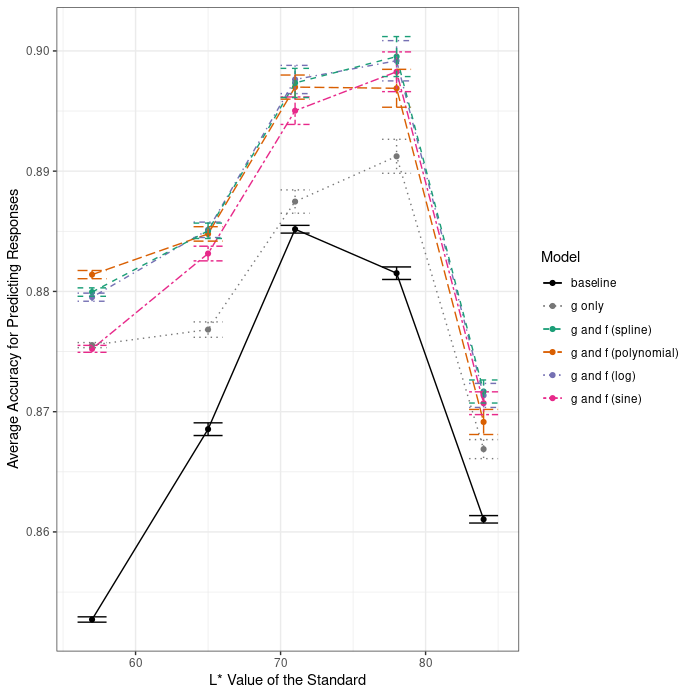 0.90
0.89
0.88
0.87
0.86
60
70
80
Average Accuracy for Predicting Responses
L* Value of the Standard
Model
baseline
g only
g and f (spline)
g and f (polynomial)
g and f (log)
g and f (sine)